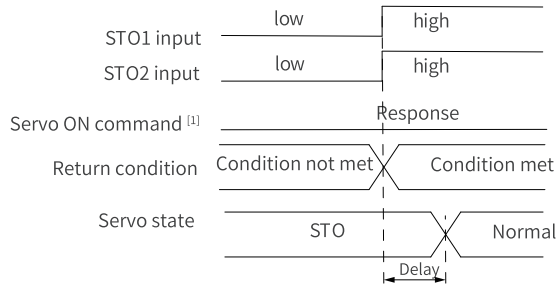 low high
STO1 input
low high
STO2 input
Response
Servo ON command [1]
Return condition Condition not met Condition met
Servo state STO Normal
Delay